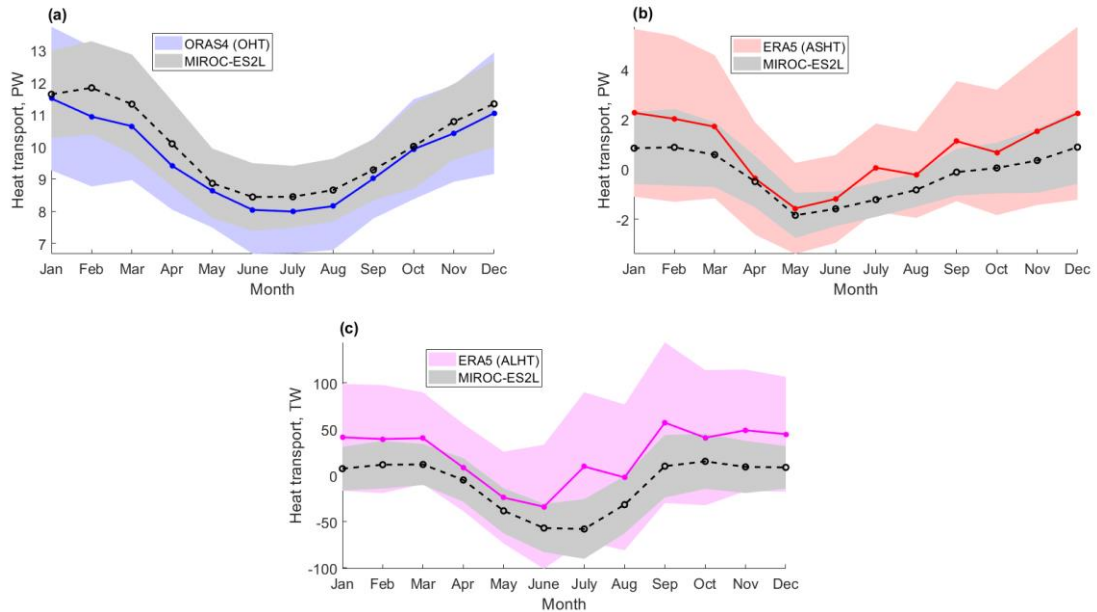 (a)
ORAS4 (OHT)
MIROC-ES2L
Heat transport, PW
13
12
11
10
9
8
7
Jan Feb Mar Apr May June July Aug Sep Oct Nov Dec
Month
(b)
ERA5 (ASHT)
MIROC-ES2L
Heat transport, PW
4
2
0
-2
Jan Feb Mar Apr May June July Aug Sep Oct Nov Dec
Month
(c)
ERA5 (ALHT)
MIROC-ES2L
Heat transport, TW
100
50
0
-50
-100
Jan Feb Mar Apr May June July Aug Sep Oct Nov Dec
Month